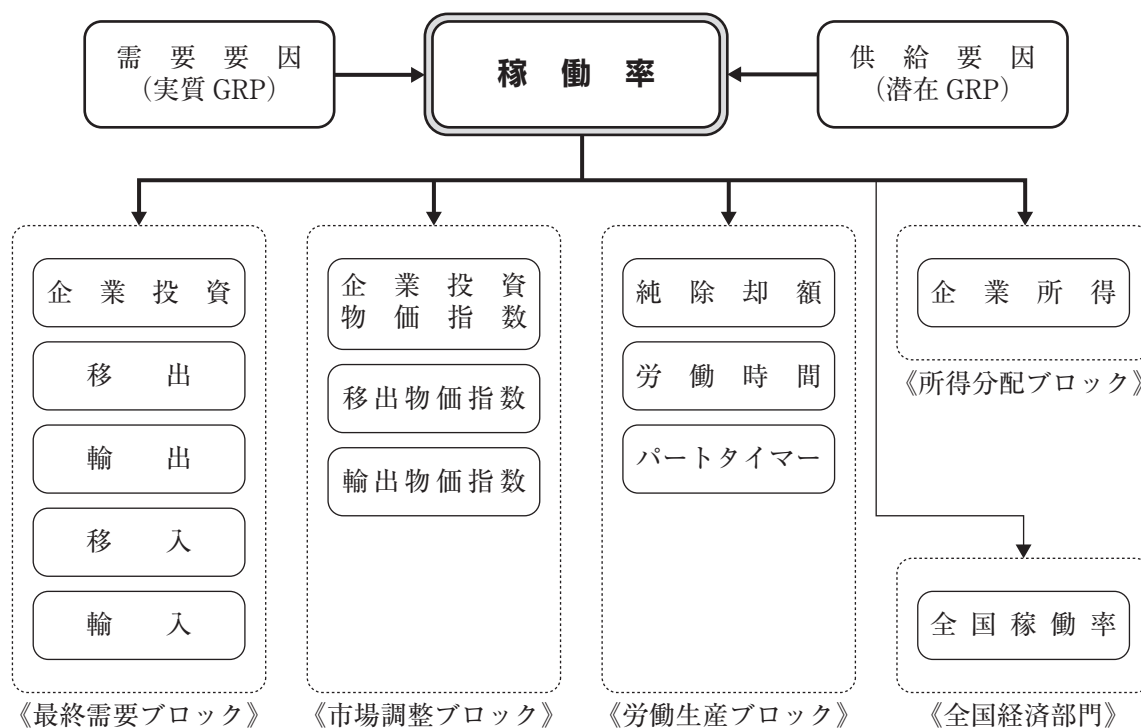 需要要因
(実質 GRP)
稼働率
供給要因
(潜在 GRP)
企業投資
移出
輸出
移入
輸入
《最終需要ブロック》
企業投資
物価指数
移出物価指数
輸出物価指数
《市場調整ブロック》
純除却額
労働時間
パートタイマー
《労働生産ブロック》
企業所得
《所得分配ブロック》
全国稼働率
《全国経済部門》